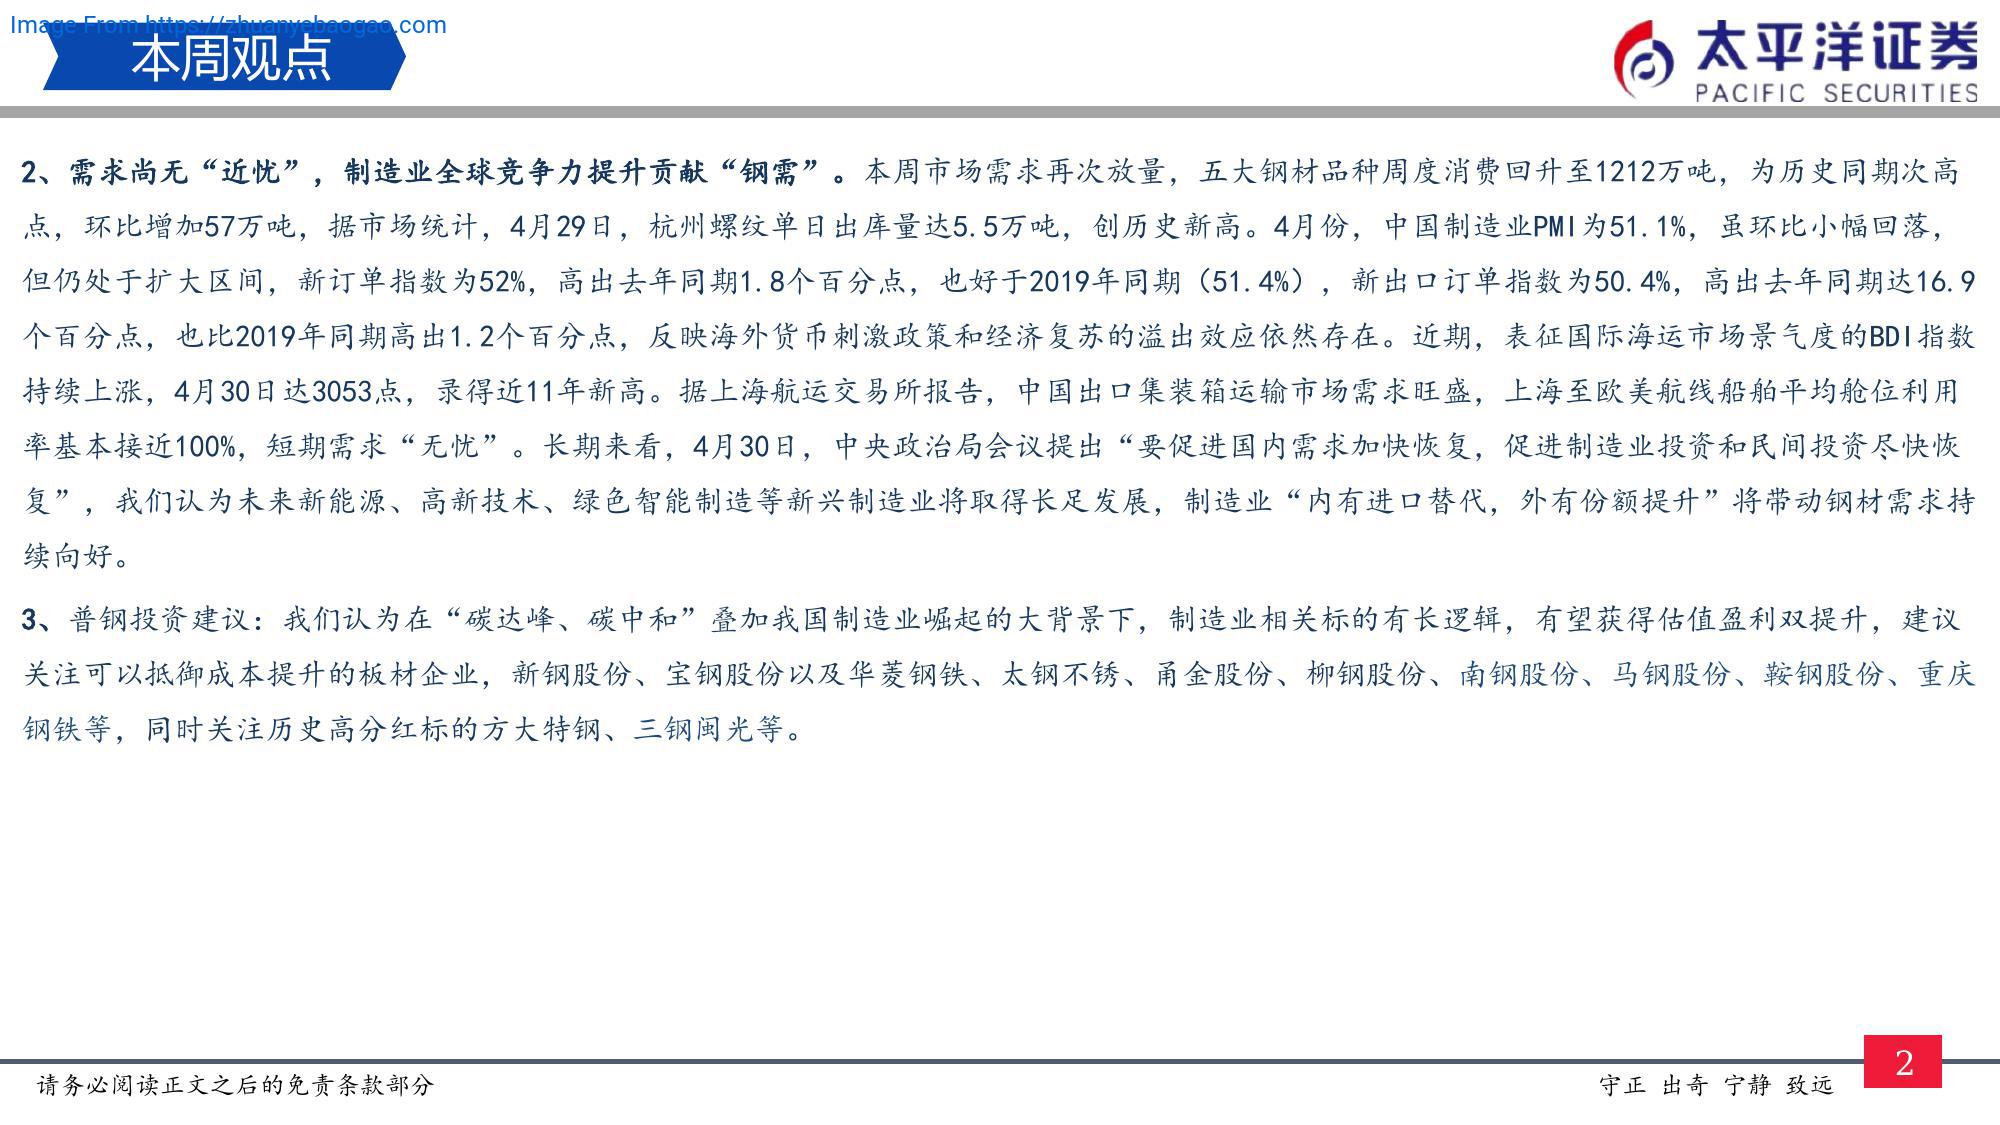 Image From https://zhuanyebaogao.com
本周观点
太平洋证券
PACIFIC SECURITIES
2、需求尚无“近忧”，制造业全球竞争力提升贡献“钢需”。本周市场需求再次放量，五大钢材品种周度消费回升至1212万吨，为历史同期次高
点，环比增加57万吨，据市场统计，4月29日，杭州螺纹单日出库量达5.5万吨，创历史新高。4月份，中国制造业PMI为51.1%，虽环比小幅回落，
但仍处于扩大区间，新订单指数为52%，高出去年同期1.8个百分点，也好于2019年同期（51.4%），新出口订单指数为50.4%，高出去年同期达16.9
个百分点，也比2019年同期高出1.2个百分点，反映海外货币刺激政策和经济复苏的溢出效应依然存在。近期，表征国际海运市场景气度的BDI指数
持续上涨，4月30日达3053点，录得近11年新高。据上海航运交易所报告，中国出口集装箱运输市场需求旺盛，上海至欧美航线船舶平均舱位利用
率基本接近100%，短期需求“无忧”。长期来看，4月30日，中央政治局会议提出“要促进国内需求加快恢复，促进制造业投资和民间投资尽快恢
复”，我们认为未来新能源、高新技术、绿色智能制造等新兴制造业将取得长足发展，制造业“内有进口替代，外有份额提升”将带动钢材需求持
续向好。
3、普钢投资建议：我们认为在“碳达峰、碳中和”叠加我国制造业崛起的大背景下，制造业相关标的有长逻辑，有望获得估值盈利双提升，建议
关注可以抵御成本提升的板材企业，新钢股份、宝钢股份以及华菱钢铁、太钢不锈、甬金股份、柳钢股份、南钢股份、马钢股份、鞍钢股份、重庆
钢铁等，同时关注历史高分红标的方大特钢、三钢闽光等。
请务必阅读正文之后的免责条款部分
守正 出奇 宁静 致远
2